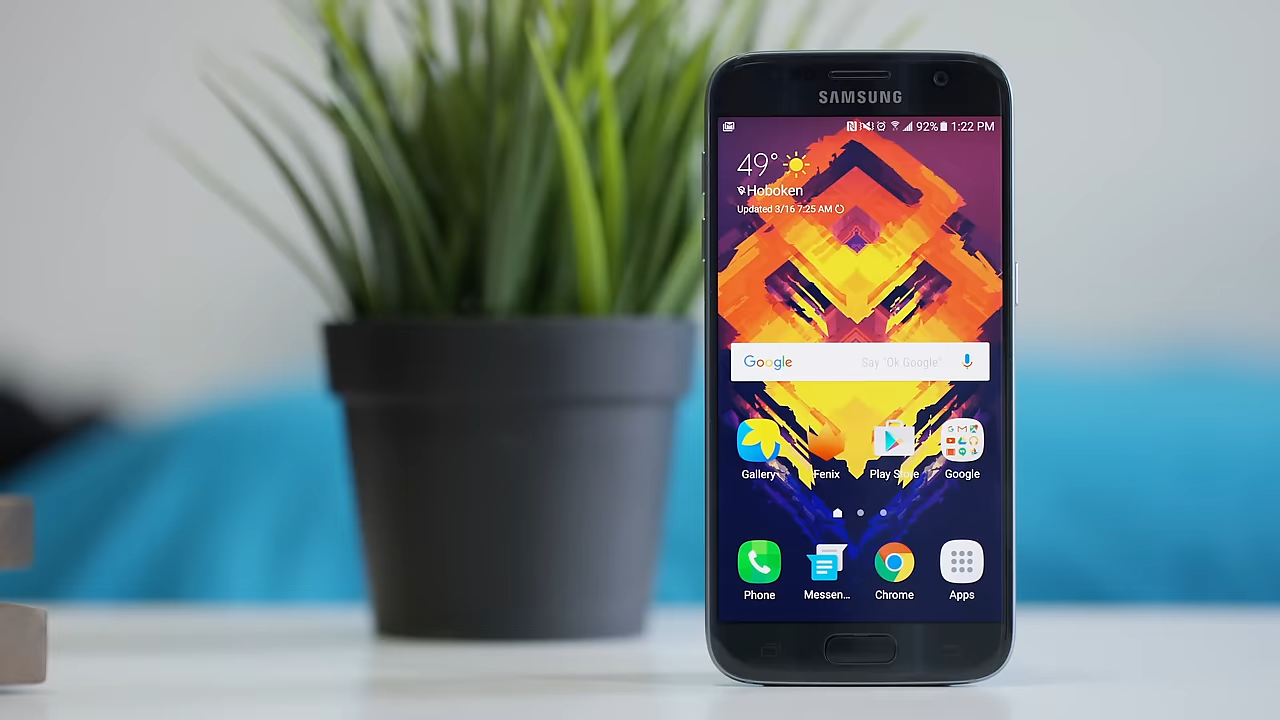 SAMSUNG
92% 1:22 PM
49°
Hoboken
Updated 3/16 7:25 AM
Google Say "Ok Google"
Gallery Fenix Play Store Google
Phone Messen... Chrome Apps